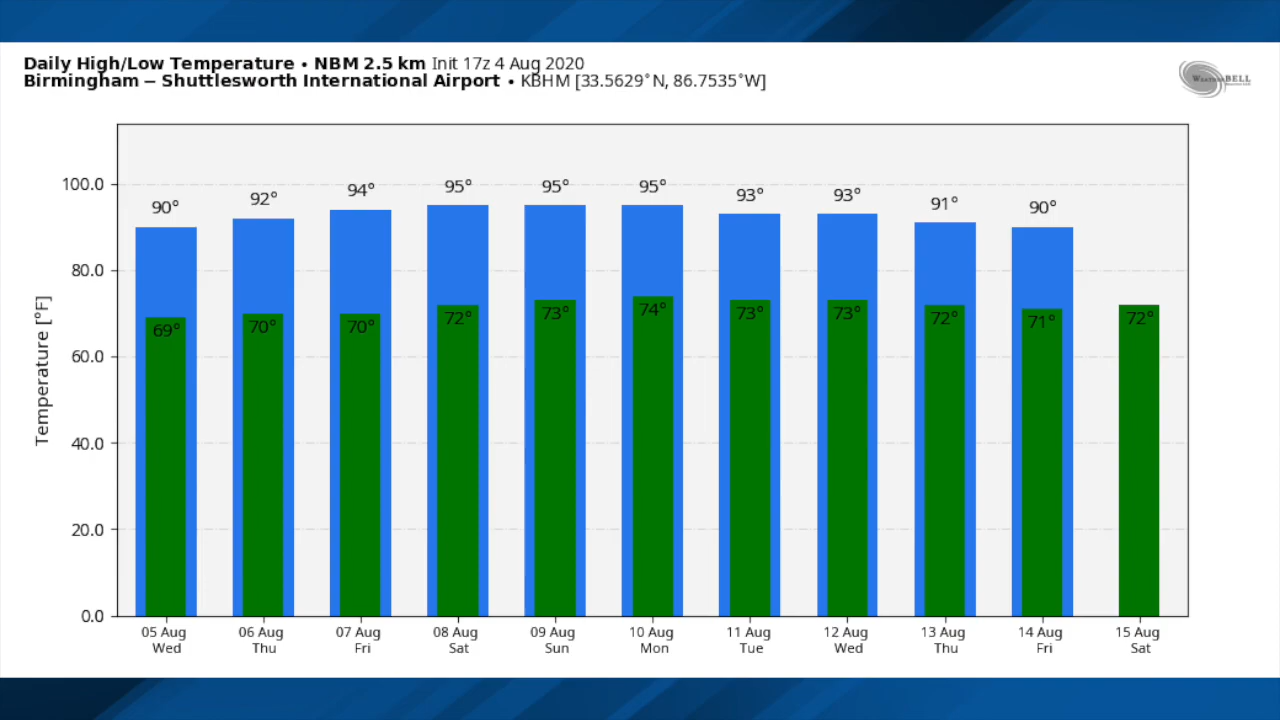 Daily High/Low Temperature • NBM 2.5 km Init 17z 4 Aug 2020
Birmingham — Shuttlesworth International Airport • KBHM [33.5629°N, 86.7535°W]
WeatherBELL
Temperature [°F]
100.0
80.0
60.0
40.0
20.0
0.0
90° 92° 94° 95° 95° 95° 93° 93° 91° 90°
69° 70° 70° 72° 73° 74° 73° 73° 72° 71° 72°
05 Aug 06 Aug 07 Aug 08 Aug 09 Aug 10 Aug 11 Aug 12 Aug 13 Aug 14 Aug 15 Aug
Wed Thu Fri Sat Sun Mon Tue Wed Thu Fri Sat